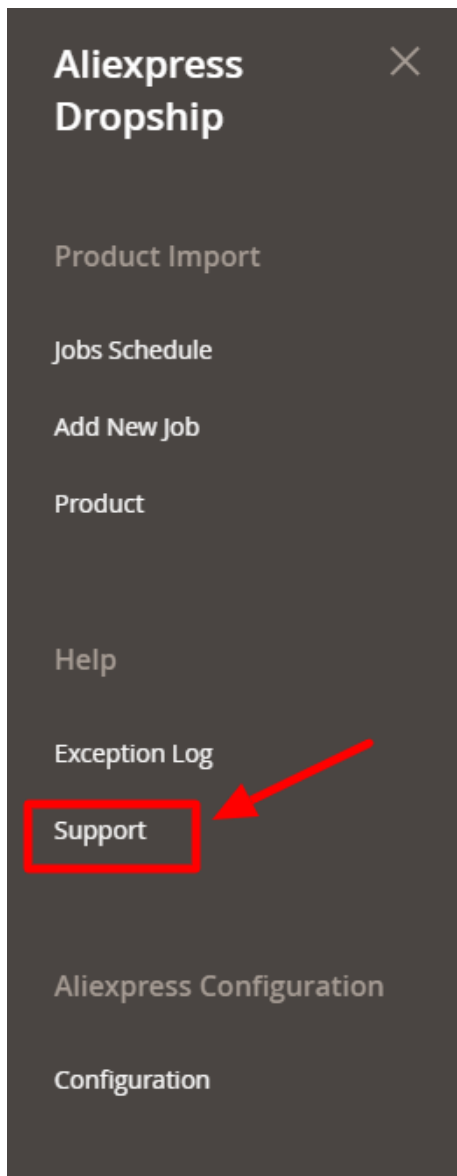 Aliexpress
Dropship
Product Import
Jobs Schedule
Add New Job
Product
Help
Exception Log
Support
Aliexpress Configuration
Configuration